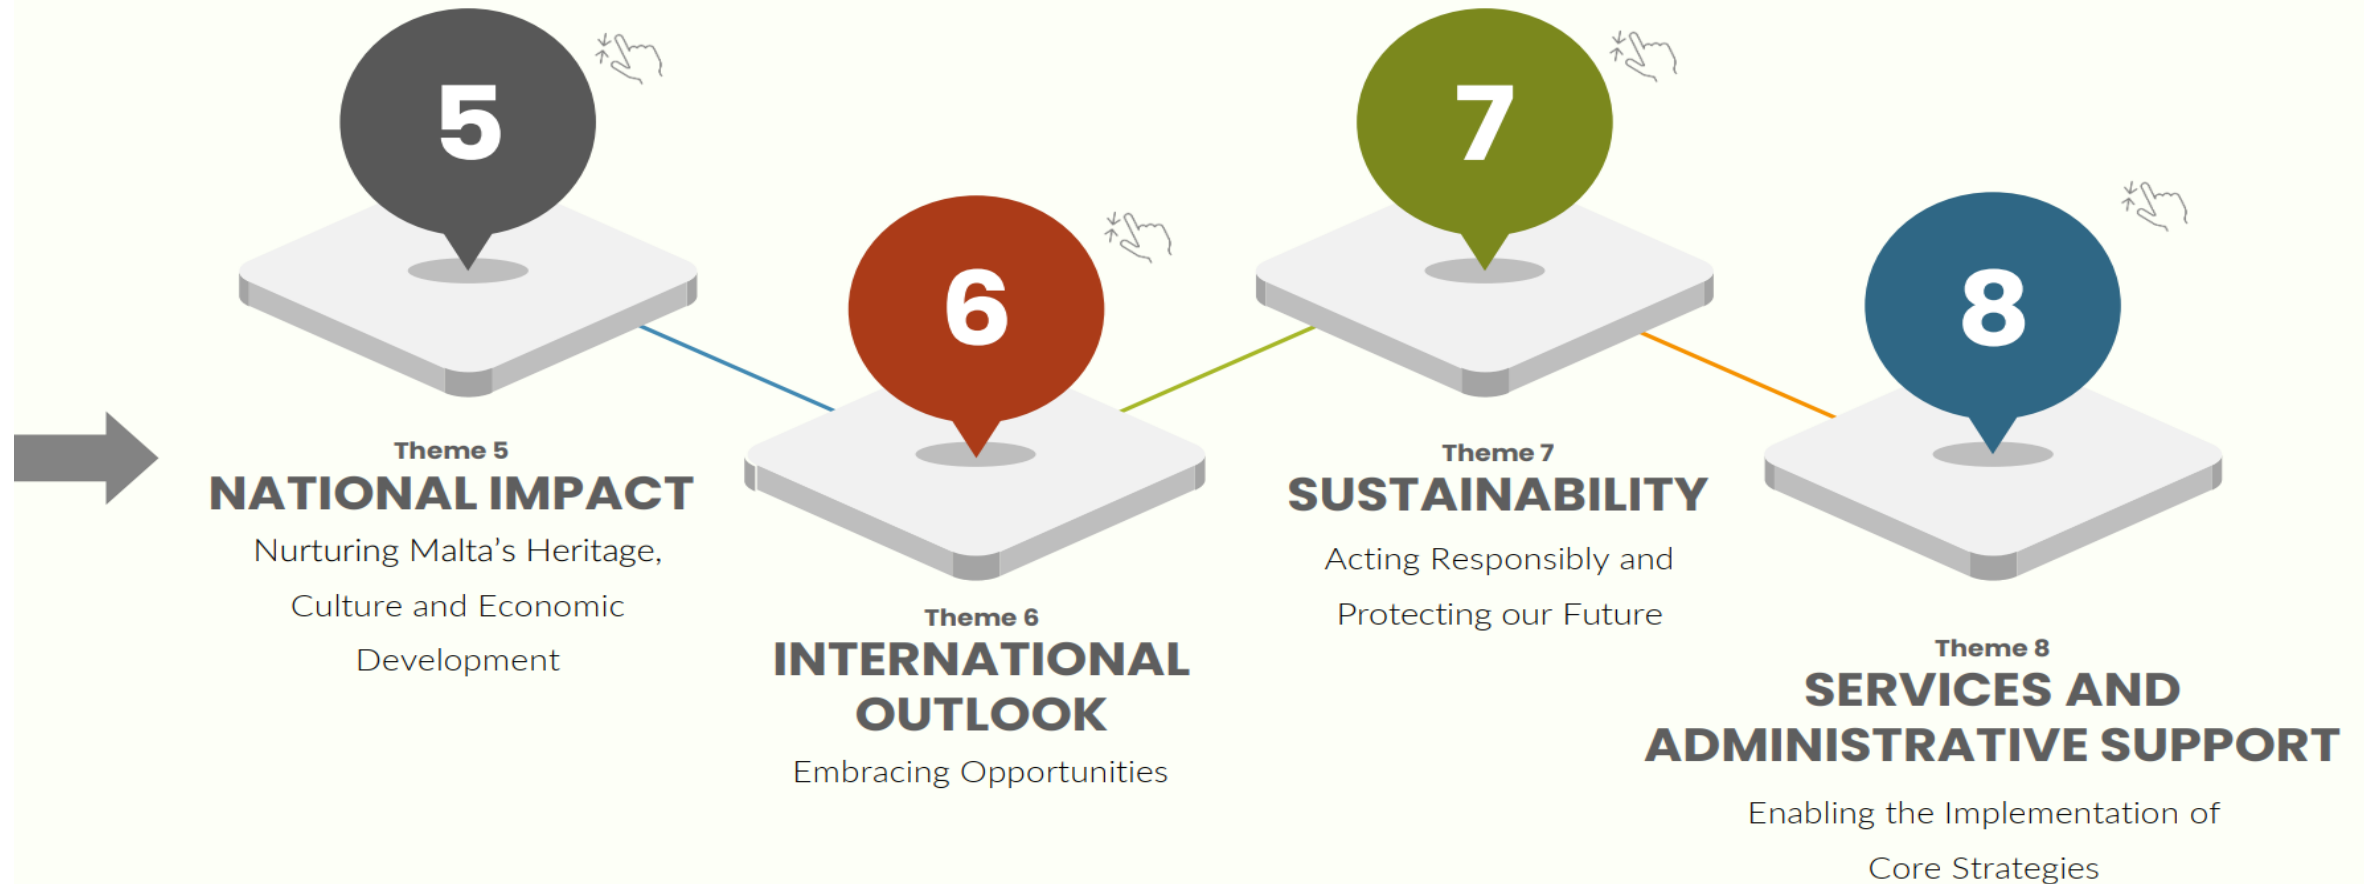 5
Theme 5
NATIONAL IMPACT
Nurturing Malta’s Heritage,
Culture and Economic
Development
6
Theme 6
INTERNATIONAL
OUTLOOK
Embracing Opportunities
7
Theme 7
SUSTAINABILITY
Acting Responsibly and
Protecting our Future
8
Theme 8
SERVICES AND
ADMINISTRATIVE SUPPORT
Enabling the Implementation of
Core Strategies